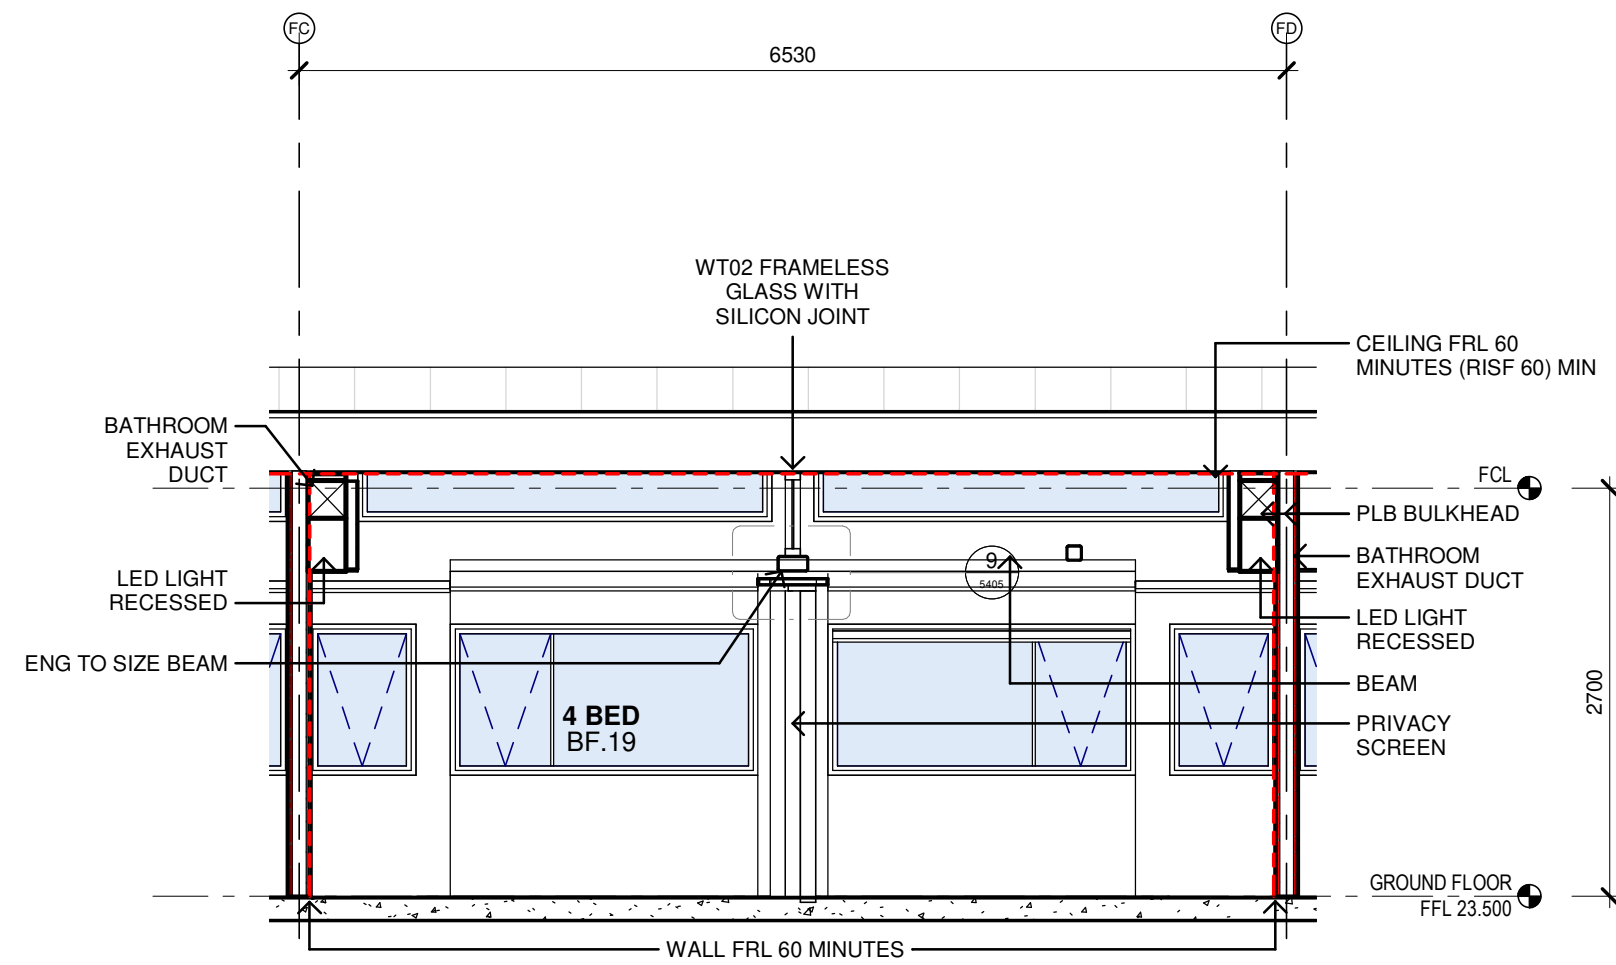 FC
FD
6530
WT02 FRAMELESS
GLASS WITH
SILICON JOINT
CEILING FRL 60
MINUTES (RISF 60) MIN
BATHROOM
EXHAUST
DUCT
FCL
PLB BULKHEAD
BATHROOM
EXHAUST DUCT
LED LIGHT
RECESSED
9
5405
LED LIGHT
RECESSED
ENG TO SIZE BEAM
BEAM
2700
4 BED
BF.19
PRIVACY
SCREEN
GROUND FLOOR
FFL 23.500
WALL FRL 60 MINUTES